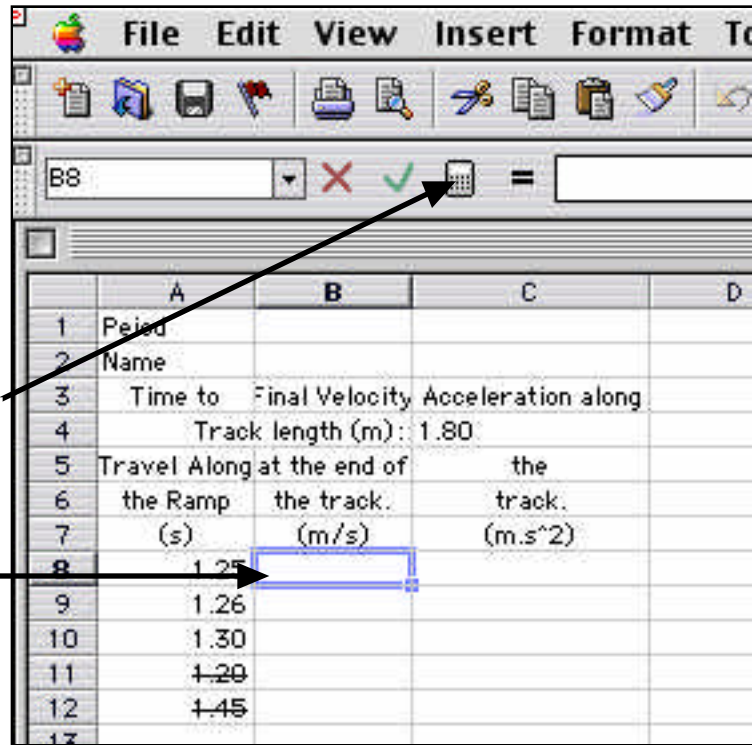 File Edit View Insert Format To
B8 =
A B C D
1 Peiod
2 Name
3 Time to Final Velocity Acceleration along
4 Track length (m): 1.80
5 Travel Along at the end of the
6 the Ramp the track. track.
7 (s) (m/s) (m.s^2)
8 1.25
9 1.26
10 1.30
11 1.20
12 1.45
13